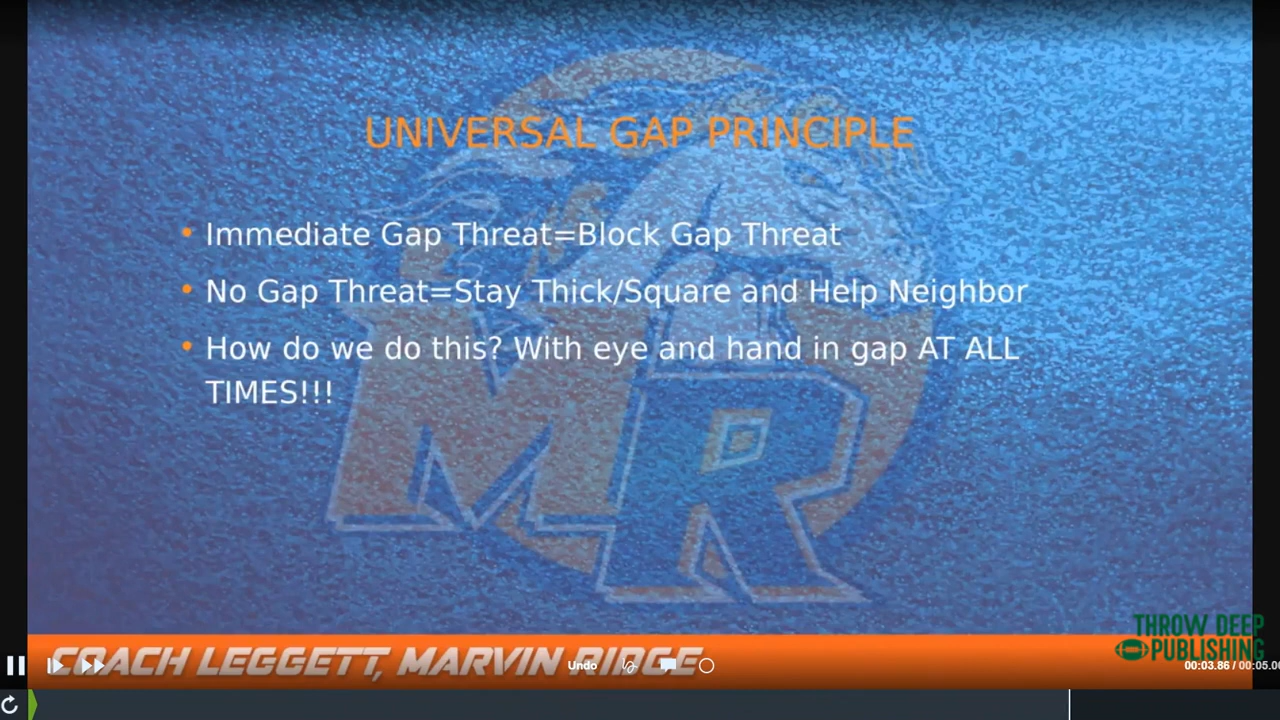 UNIVERSAL GAP PRINCIPLE
• Immediate Gap Threat=Block Gap Threat
• No Gap Threat=Stay Thick/Square and Help Neighbor
• How do we do this? With eye and hand in gap AT ALL
TIMES!!!
MR
COACH LEGGETT, MARVIN RIDGE
Undo
THROW DEEP
PUBLISHING
00:03.86 / 00:05.00